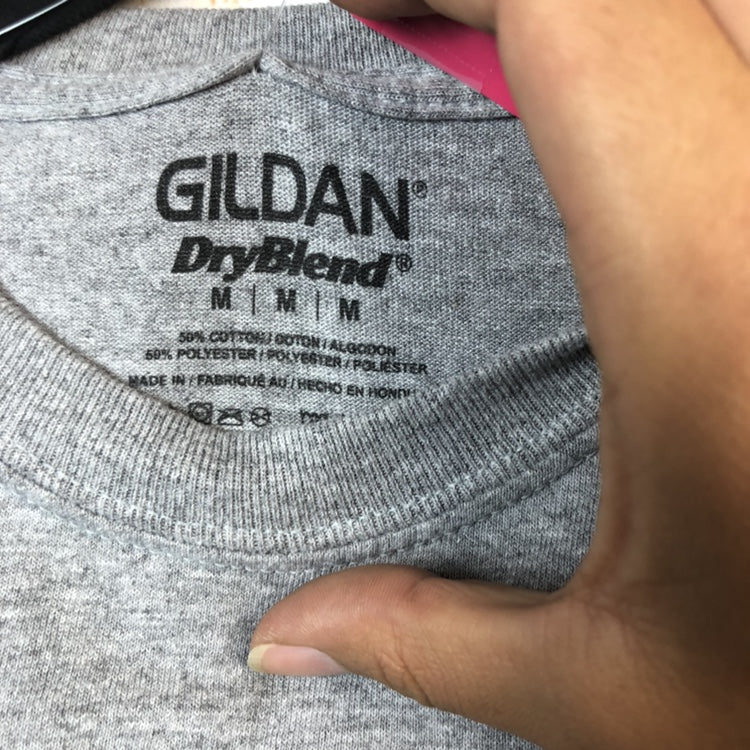 GILDAN®
DryBlend®
M | M | M
50% COTTON / COTON / ALGODON
50% POLYESTER / POLYESTER / POLIÉSTER
MADE IN / FABRIQUÉ AU / HECHO EN